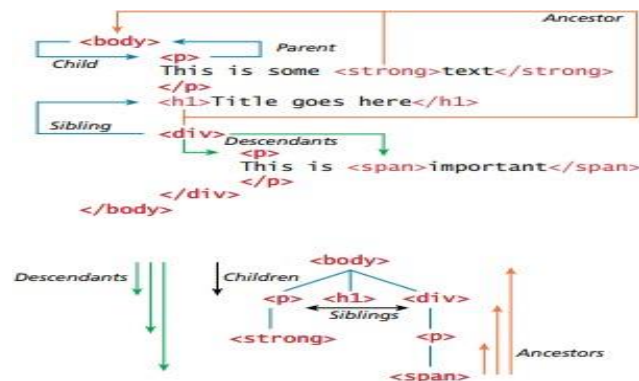 Ancestor
<body>
Parent
<p>
Child
This is some <strong>text</strong>
</p>
<h1>Title goes here</h1>
Sibling
<div>
Descendants
<p>
This is <span>important</span>
</p>
</div>
</body>
<body>
Descendants
Children
<p> <h1> <div>
Siblings
<strong>
<p>
Ancestors
<span>